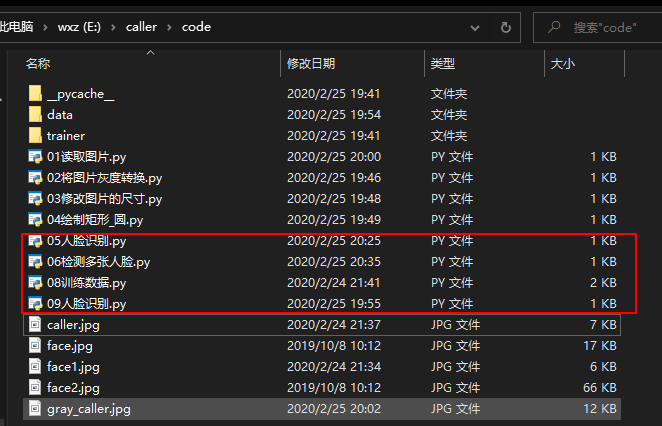 此电脑 > wxz (E:) > caller > code 搜索"code"
名称 修改日期 类型 大小
__pycache__ 2020/2/25 19:41 文件夹
data 2020/2/25 19:54 文件夹
trainer 2020/2/25 19:41 文件夹
01读取图片.py 2020/2/25 20:00 PY 文件 1 KB
02将图片灰度转换.py 2020/2/25 19:46 PY 文件 1 KB
03修改图片的尺寸.py 2020/2/25 19:48 PY 文件 1 KB
04绘制矩形_圆.py 2020/2/25 19:49 PY 文件 1 KB
05人脸识别.py 2020/2/25 20:25 PY 文件 1 KB
06检测多张人脸.py 2020/2/25 20:35 PY 文件 1 KB
08训练数据.py 2020/2/24 21:41 PY 文件 2 KB
09人脸识别.py 2020/2/25 19:55 PY 文件 1 KB
caller.jpg 2020/2/24 21:37 JPG 文件 7 KB
face.jpg 2019/10/8 10:12 JPG 文件 17 KB
face1.jpg 2020/2/24 21:34 JPG 文件 6 KB
face2.jpg 2019/10/8 10:12 JPG 文件 66 KB
gray_caller.jpg 2020/2/25 20:02 JPG 文件 12 KB